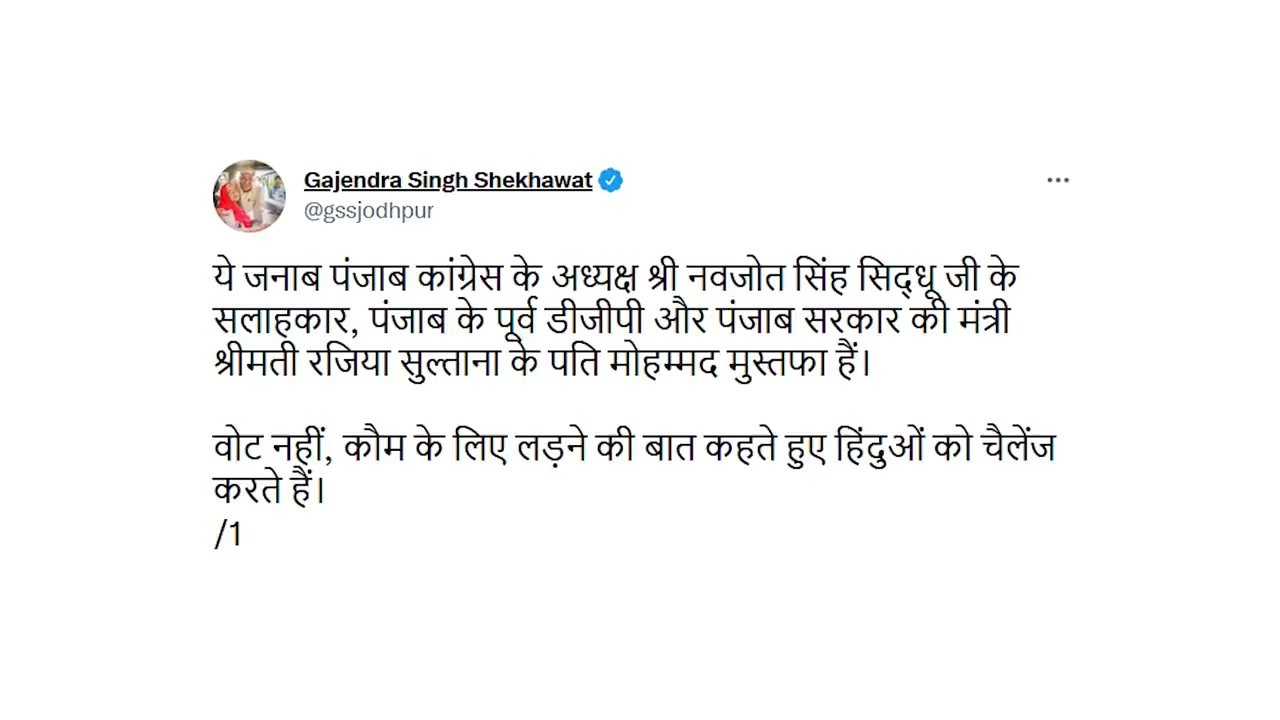 Gajendra Singh Shekhawat
@gssjodhpur
ये जनाब पंजाब कांग्रेस के अध्यक्ष श्री नवजोत सिंह सिद्धू जी के
सलाहकार, पंजाब के पूर्व डीजीपी और पंजाब सरकार की मंत्री
श्रीमती रजिया सुल्ताना के पति मोहम्मद मुस्तफा हैं।
वोट नहीं, कौम के लिए लड़ने की बात कहते हुए हिंदुओं को चैलेंज
करते हैं।
/1